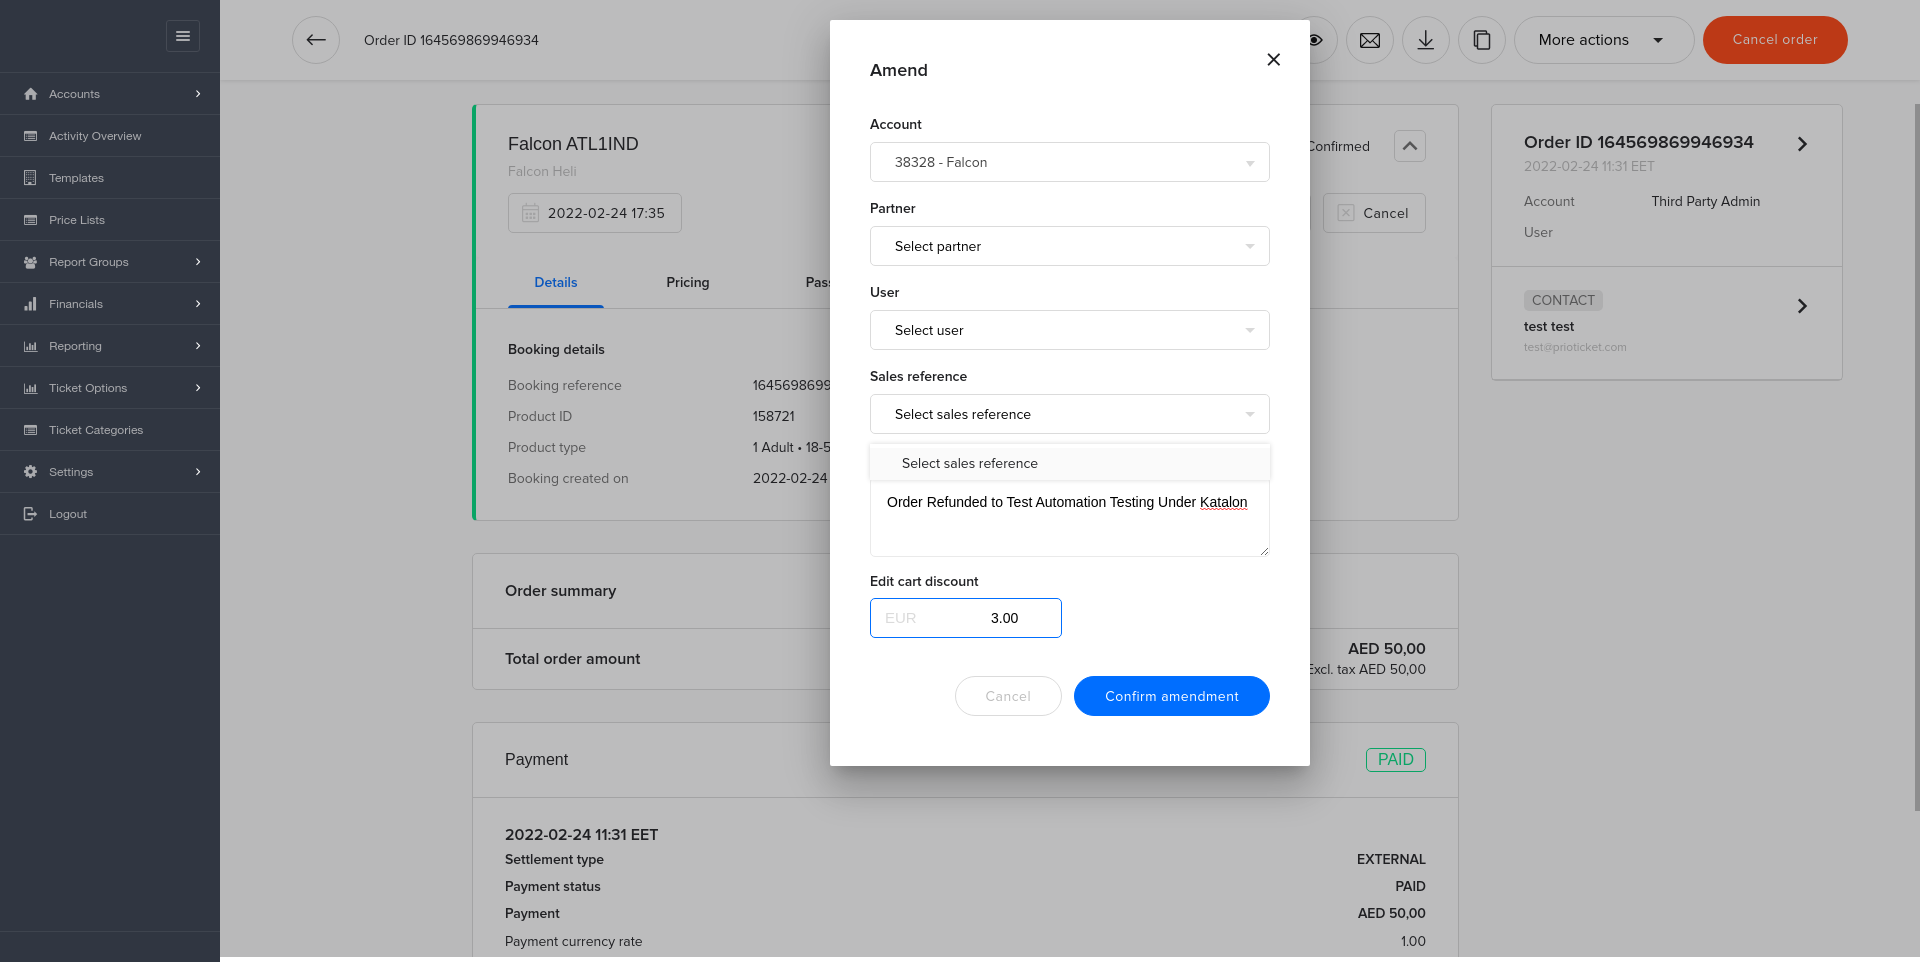 Accounts
Activity Overview
Templates
Price Lists
Report Groups
Financials
Reporting
Ticket Options
Ticket Categories
Settings
Logout
Order ID 164569869946934
More actions
Cancel order
Falcon ATL1IND
Falcon Heli
2022-02-24 17:35
Confirmed
Cancel
Details
Pricing
Pass
Booking details
Booking reference
1645698699
Product ID
158721
Product type
1 Adult • 18-5
Booking created on
2022-02-24
Order summary
Total order amount
AED 50,00
Excl. tax AED 50,00
Payment
PAID
2022-02-24 11:31 EET
Settlement type
EXTERNAL
Payment status
PAID
Payment
AED 50,00
Payment currency rate
1.00
Amend
Account
38328 - Falcon
Partner
Select partner
User
Select user
Sales reference
Select sales reference
Select sales reference
Order Refunded to Test Automation Testing Under Katalon
Edit cart discount
EUR 3.00
Cancel
Confirm amendment
Order ID 164569869946934
2022-02-24 11:31 EET
Account
Third Party Admin
User
CONTACT
test test
test@prioticket.com